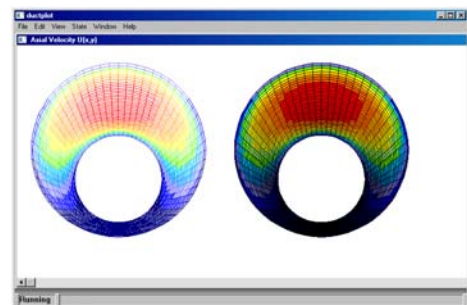 ductplot
File Edit View State Window Help
Axial Velocity U(x,y)
Running